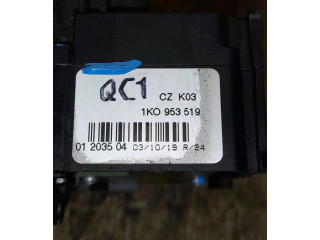 QC1
CZ K03
1KO 953 519
01 2035 04 03/10/19 R/24